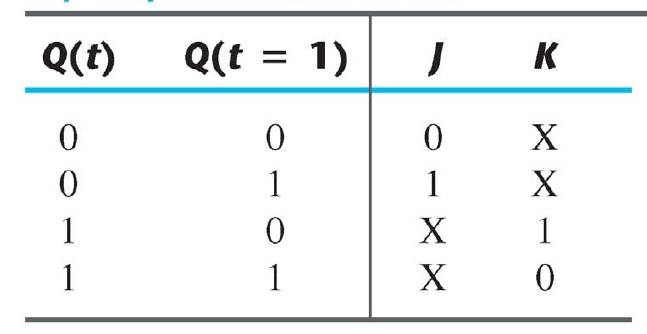 Q(t) Q(t = 1) J K
0 0 0 X
0 1 1 X
1 0 X 1
1 1 X 0